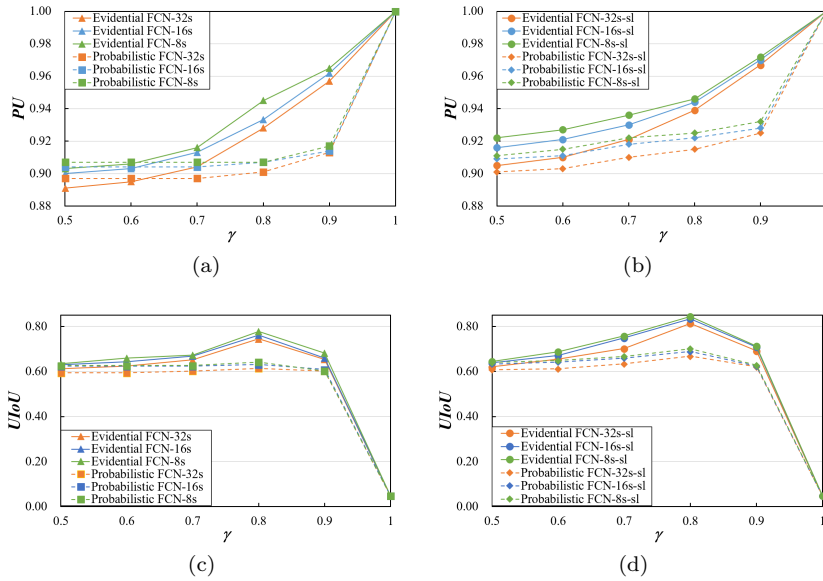 1.00
0.98
0.96
0.94
0.92
0.90
0.88
PU
Evidential FCN-32s
Evidential FCN-16s
Evidential FCN-8s
Probabilistic FCN-32s
Probabilistic FCN-16s
Probabilistic FCN-8s
0.5 0.6 0.7 0.8 0.9 1
γ
(a)
1.00
0.98
0.96
0.94
0.92
0.90
0.88
PU
Evidential FCN-32s-sl
Evidential FCN-16s-sl
Evidential FCN-8s-sl
Probabilistic FCN-32s-sl
Probabilistic FCN-16s-sl
Probabilistic FCN-8s-sl
0.5 0.6 0.7 0.8 0.9
γ
(b)
0.80
0.60
0.40
0.20
0.00
UIoU
Evidential FCN-32s
Evidential FCN-16s
Evidential FCN-8s
Probabilistic FCN-32s
Probabilistic FCN-16s
Probabilistic FCN-8s
0.5 0.6 0.7 0.8 0.9 1
γ
(c)
0.80
0.60
0.40
0.20
0.00
UIoU
Evidential FCN-32s-sl
Evidential FCN-16s-sl
Evidential FCN-8s-sl
Probabilistic FCN-32s-sl
Probabilistic FCN-16s-sl
Probabilistic FCN-8s-sl
0.5 0.6 0.7 0.8 0.9 1
γ
(d)